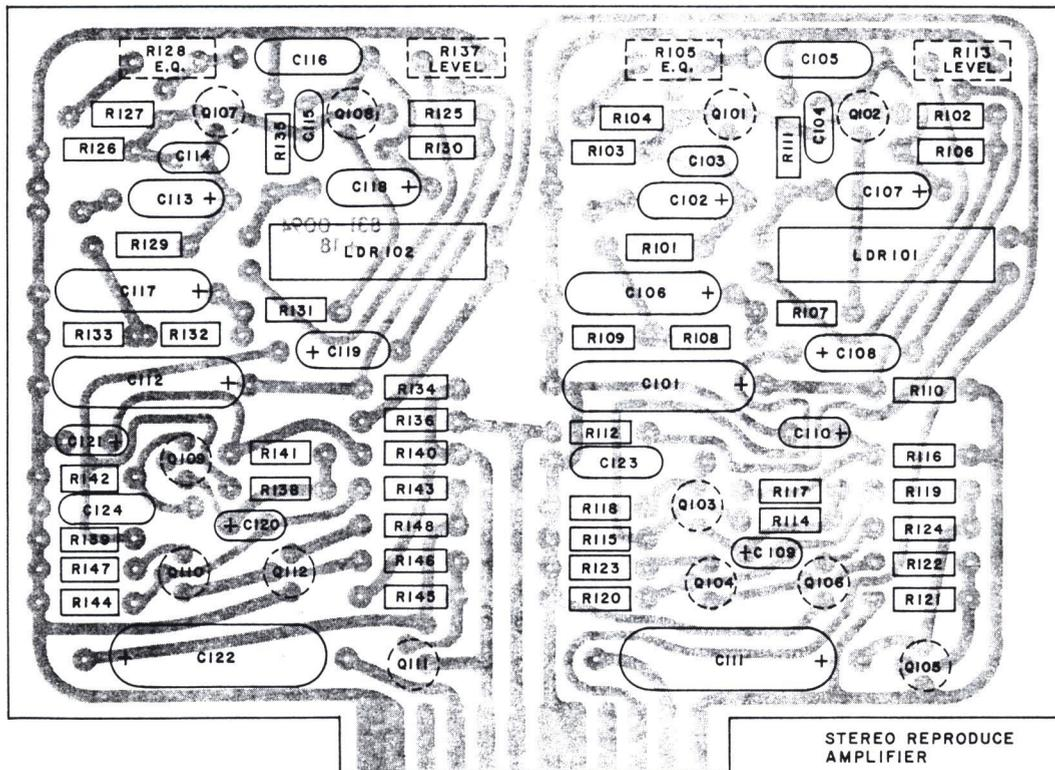 R128
E.Q.
C116
R137
LEVEL
R105
E.Q.
C105
R113
LEVEL
R127
Q107
R135
C115
Q108
R125
R104
Q101
R111
C104
Q102
R102
R126
C114
R130
R103
C103
R106
C113 +
C118 +
C102 +
C107 +
831-0094
R129
LDR102
R101
LDR101
C117 +
R131
C106 +
R107
R133
R132
+ C119
R109
R108
+ C108
C112 +
R134
C101 +
R110
R136
C121 +
Q109
R141
R140
R112
C110 +
R116
R142
R138
R143
C123
Q103
R117
R119
C124
+ C120
R148
R118
R114
R124
R139
R115
+ C109
R147
Q110
Q112
R146
R123
Q104
Q106
R122
R144
R145
R120
R121
+ C122
Q111
C111 +
Q105
STEREO REPRODUCE
AMPLIFIER